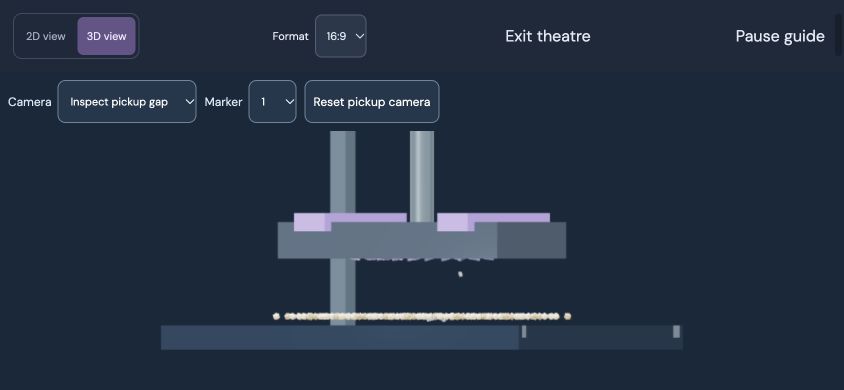 2D view 3D view Format 16:9 Exit theatre Pause guide
Camera Inspect pickup gap Marker 1 Reset pickup camera